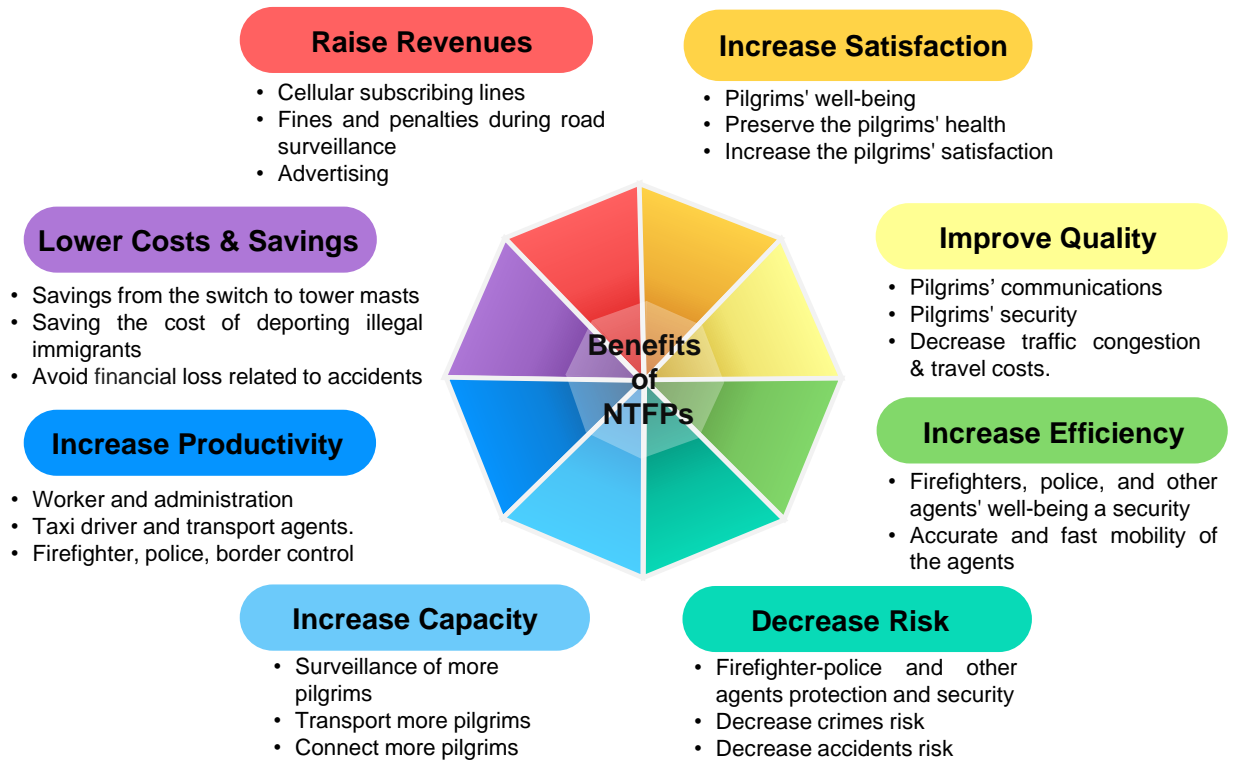 Raise Revenues
• Cellular subscribing lines
• Fines and penalties during road
surveillance
• Advertising
Increase Satisfaction
• Pilgrims' well-being
• Preserve the pilgrims' health
• Increase the pilgrims' satisfaction
Lower Costs & Savings
• Savings from the switch to tower masts
• Saving the cost of deporting illegal
immigrants
• Avoid financial loss related to accidents
Improve Quality
• Pilgrims’ communications
• Pilgrims' security
• Decrease traffic congestion
& travel costs.
Benefits
of
NTFPs
Increase Productivity
• Worker and administration
• Taxi driver and transport agents.
• Firefighter, police, border control
Increase Efficiency
• Firefighters, police, and other
agents' well-being a security
• Accurate and fast mobility of
the agents
Increase Capacity
• Surveillance of more
pilgrims
• Transport more pilgrims
• Connect more pilgrims
Decrease Risk
• Firefighter-police and other
agents protection and security
• Decrease crimes risk
• Decrease accidents risk